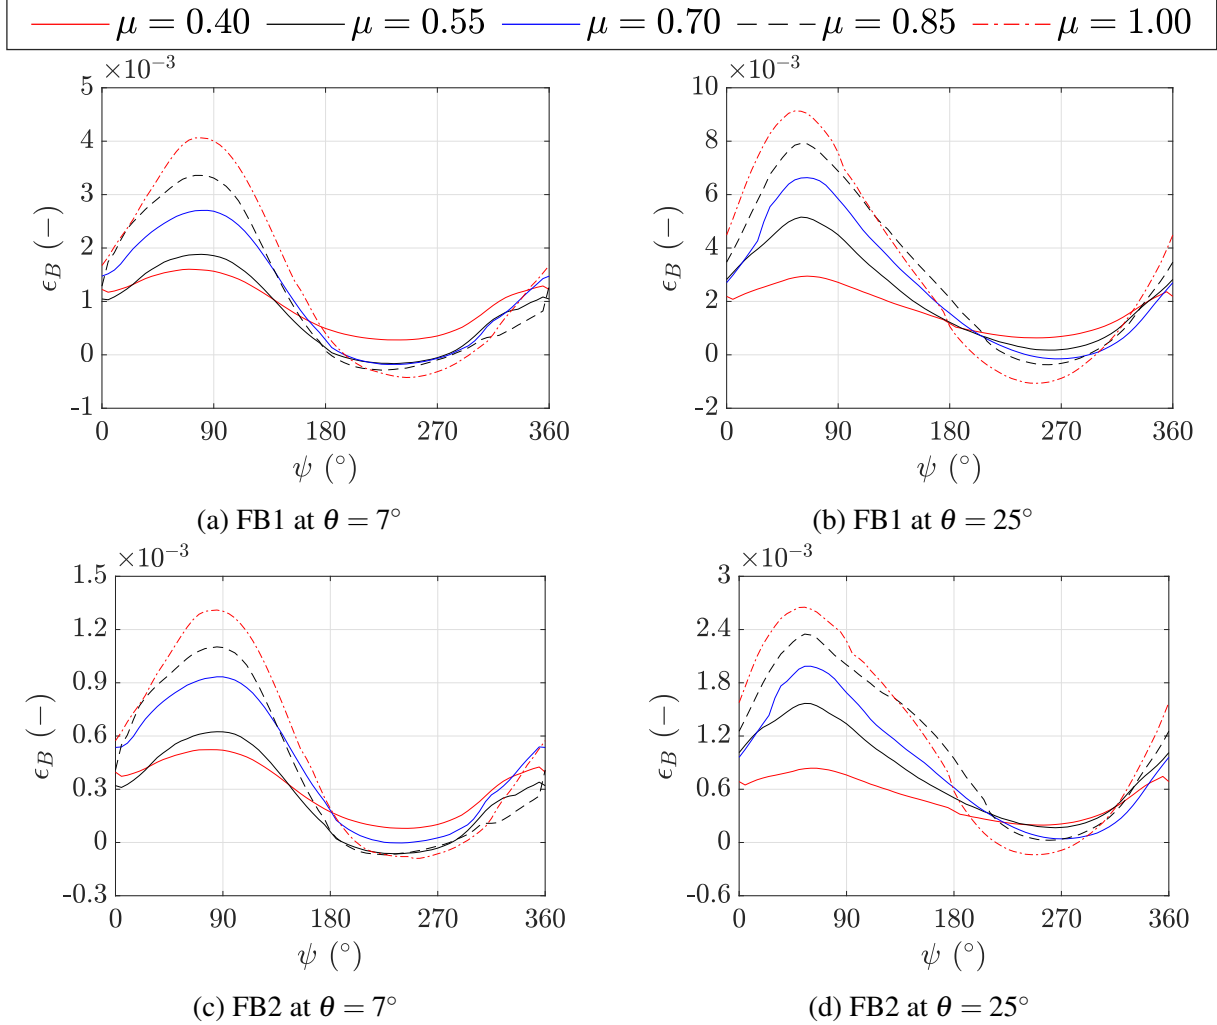 μ = 0.40 μ = 0.55 μ = 0.70 μ = 0.85 μ = 1.00
×10⁻³
5
4
3
2
1
0
-1
ϵ_B (−)
0 90 180 270 360
ψ (°)
(a) FB1 at θ = 7°
×10⁻³
10
8
6
4
2
0
-2
ϵ_B (−)
0 90 180 270 360
ψ (°)
(b) FB1 at θ = 25°
×10⁻³
1.5
1.2
0.9
0.6
0.3
0
-0.3
ϵ_B (−)
0 90 180 270 360
ψ (°)
(c) FB2 at θ = 7°
×10⁻³
3
2.4
1.8
1.2
0.6
0
-0.6
ϵ_B (−)
0 90 180 270 360
ψ (°)
(d) FB2 at θ = 25°